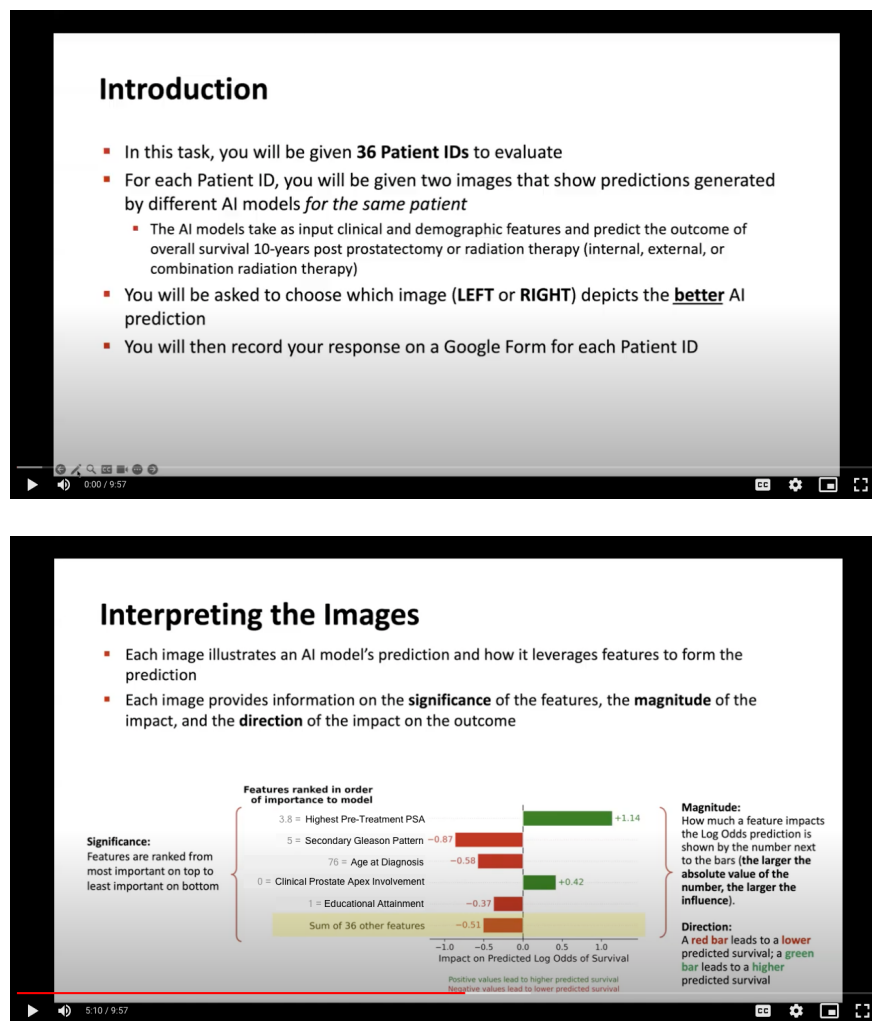 Introduction
▪ In this task, you will be given 36 Patient IDs to evaluate
▪ For each Patient ID, you will be given two images that show predictions generated
by different AI models for the same patient
▪ The AI models take as input clinical and demographic features and predict the outcome of
overall survival 10-years post prostatectomy or radiation therapy (internal, external, or
combination radiation therapy)
▪ You will be asked to choose which image (LEFT or RIGHT) depicts the better AI
prediction
▪ You will then record your response on a Google Form for each Patient ID
0:00 / 9:57
CC
Interpreting the Images
▪ Each image illustrates an AI model's prediction and how it leverages features to form the
prediction
▪ Each image provides information on the significance of the features, the magnitude of the
impact, and the direction of the impact on the outcome
Significance:
Features are ranked from
most important on top to
least important on bottom
Features ranked in order
of importance to model
3.8 = Highest Pre-Treatment PSA +1.14
5 = Secondary Gleason Pattern −0.87
76 = Age at Diagnosis −0.58
0 = Clinical Prostate Apex Involvement +0.42
1 = Educational Attainment −0.37
Sum of 36 other features −0.51
−1.0 −0.5 0.0 0.5 1.0
Impact on Predicted Log Odds of Survival
Positive values lead to higher predicted survival
Negative values lead to lower predicted survival
Magnitude:
How much a feature impacts
the Log Odds prediction is
shown by the number next
to the bars (the larger the
absolute value of the
number, the larger the
influence).
Direction:
A red bar leads to a lower
predicted survival; a green
bar leads to a higher
predicted survival
5:10 / 9:57
CC